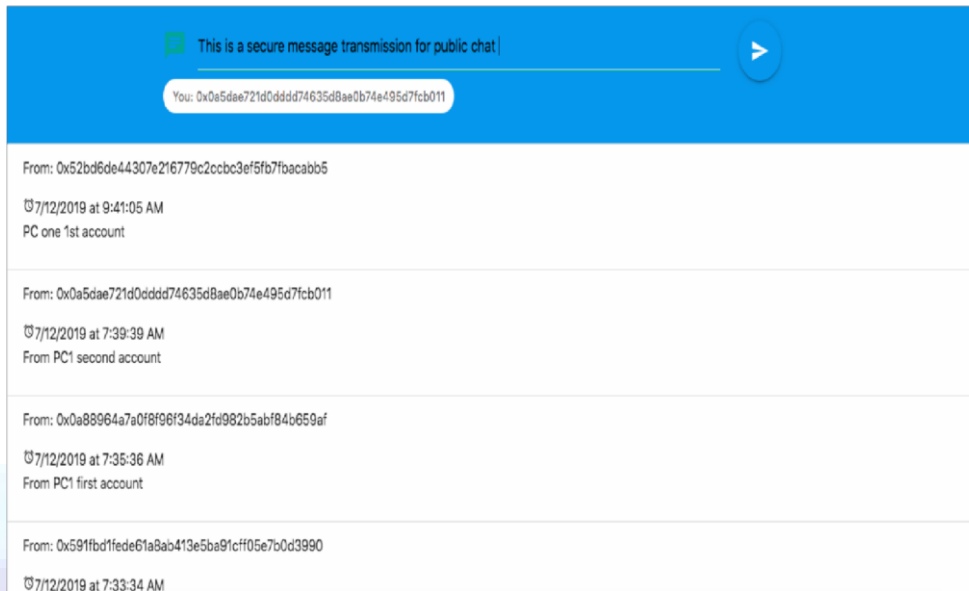 This is a secure message transmission for public chat
You: 0x0a5dae721d0dddd74635d8ae0b74e495d7fcb011
From: 0x52bd6de44307e216779c2ccbc3ef5fb7fbacabb5
7/12/2019 at 9:41:05 AM
PC one 1st account
From: 0x0a5dae721d0dddd74635d8ae0b74e495d7fcb011
7/12/2019 at 7:39:39 AM
From PC1 second account
From: 0x0a88964a7a0f8f96f34da2fd982b5abf84b659af
7/12/2019 at 7:35:36 AM
From PC1 first account
From: 0x591fbd1fede61a8ab413e5ba91cff05e7b0d3990
7/12/2019 at 7:33:34 AM